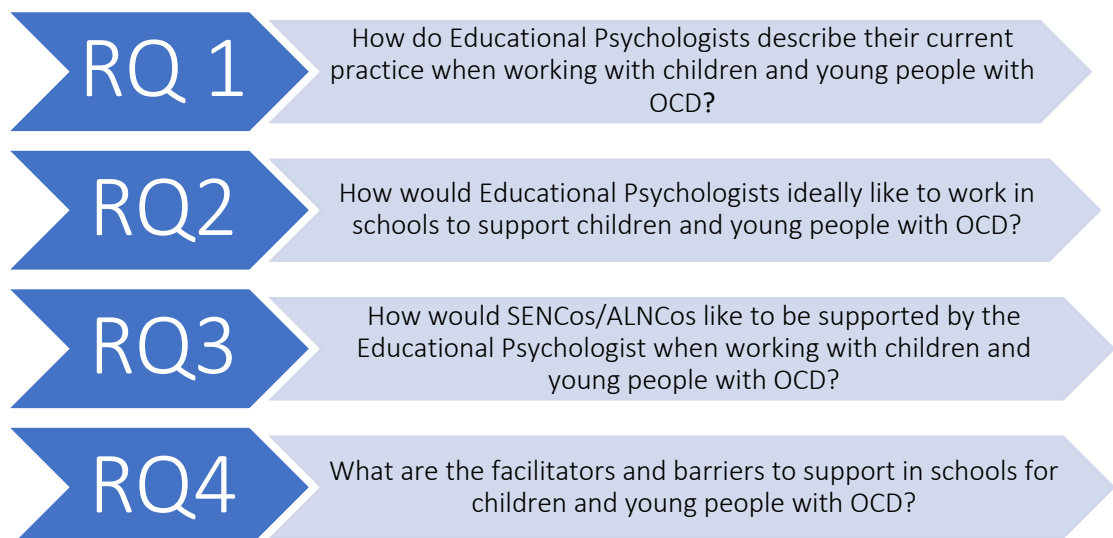 RQ 1
How do Educational Psychologists describe their current
practice when working with children and young people with
OCD?
RQ2
How would Educational Psychologists ideally like to work in
schools to support children and young people with OCD?
RQ3
How would SENCos/ALNCos like to be supported by the
Educational Psychologist when working with children and
young people with OCD?
RQ4
What are the facilitators and barriers to support in schools for
children and young people with OCD?